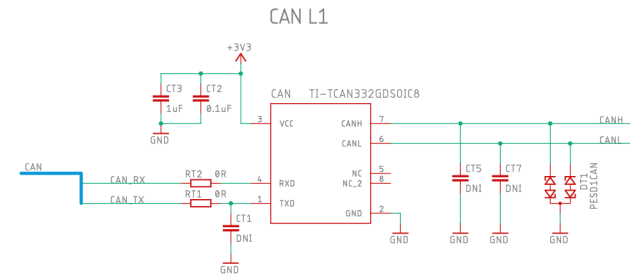 CAN L1
+3V3
CT3
1uF
CT2
0.1uF
GND
CAN TI-TCAN332GDSOIC8
3 VCC
CANH 7
CANL 6
NC 5
NC_2 8
GND 2
4 RXD
1 TXD
CAN
CAN_RX
CAN_TX
RT2 0R
RT1 0R
CT1
DNI
GND
GND
CANH
CANL
CT5
DNI
CT7
DNI
DT1
PESD1CAN
GND
GND
GND